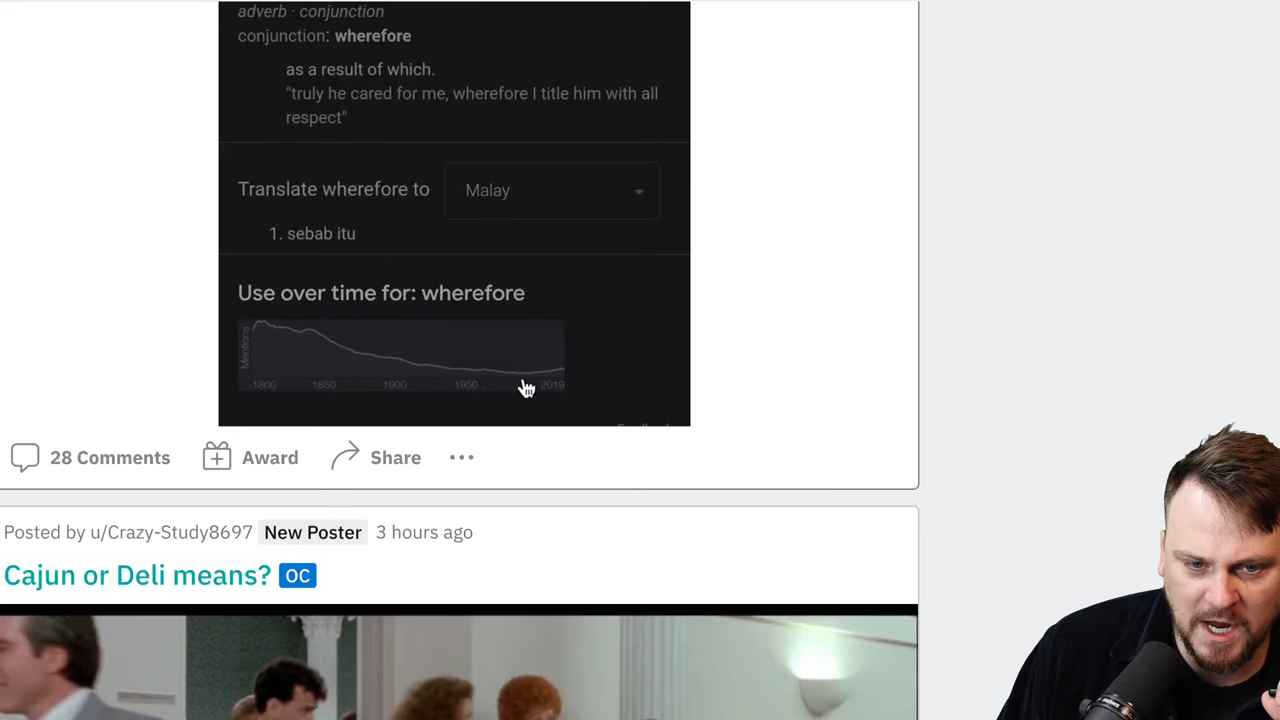 adverb · conjunction
conjunction: wherefore
as a result of which.
"truly he cared for me, wherefore I title him with all
respect"
Translate wherefore to
Malay
1. sebab itu
Use over time for: wherefore
Mentions
1800 1850 1900 1950 2019
28 Comments Award Share
Posted by u/Crazy-Study8697 New Poster 3 hours ago
Cajun or Deli means? OC